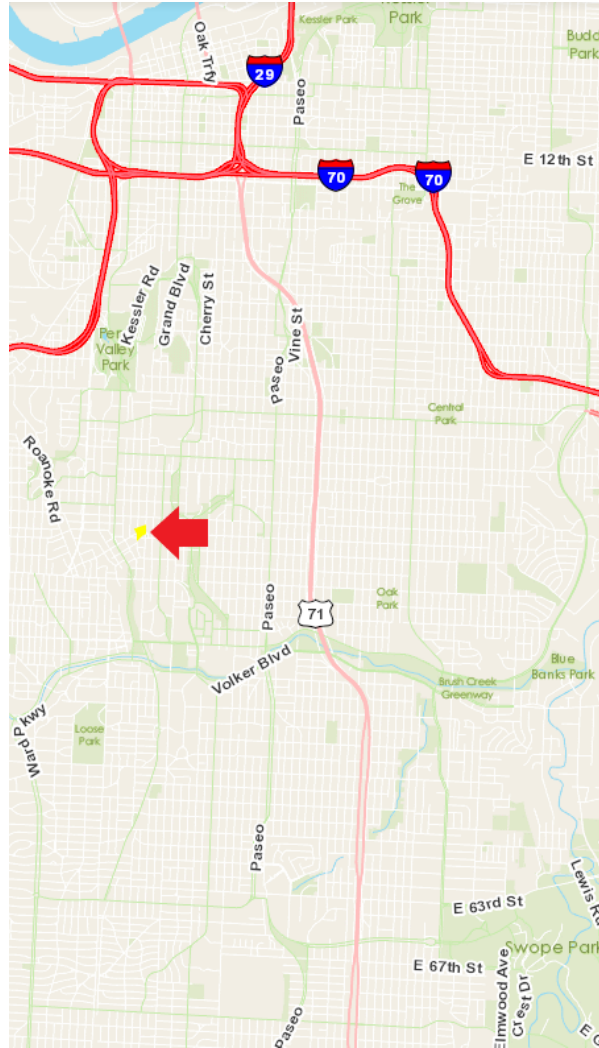 Kessler Park
Park
Budd
Park
Oak Trfy
29
Paseo
E 12th St
70
70
The
Grove
Kessler Rd
Grand Blvd
Cherry St
Vine St
Pen
Valley
Park
Paseo
Central
Park
Roanoke Rd
Oak
Park
Paseo
71
Volker Blvd
Blue
Banks Park
Brush Creek
Greenway
Ward Pkwy
Loose
Park
Paseo
Lewis Rd
E 63rd St
Swope Park
E 67th St
Elmwood Ave
Crest Dr
Paseo
E G